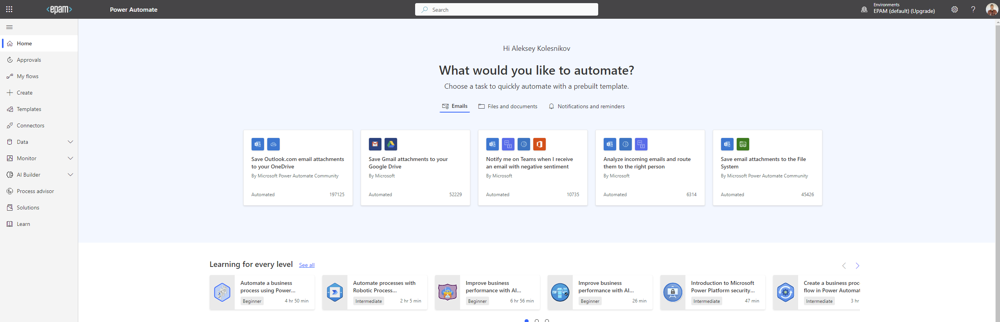 <epam>
Power Automate
Search
Environments
EPAM (default) (Upgrade)
?
Home
Approvals
My flows
Create
Templates
Connectors
Data
Monitor
AI Builder
Process advisor
Solutions
Learn
Hi Aleksey Kolesnikov
What would you like to automate?
Choose a task to quickly automate with a prebuilt template.
Emails
Files and documents
Notifications and reminders
Save Outlook.com email attachments
to your OneDrive
By Microsoft Power Automate Community
Automated
197125
Save Gmail attachments to your
Google Drive
By Microsoft
Automated
52229
Notify me on Teams when I receive
an email with negative sentiment
By Microsoft
Automated
10735
Analyze incoming emails and route
them to the right person
By Microsoft
Automated
6314
Save email attachments to the File
System
By Microsoft Power Automate Community
Automated
45426
Learning for every level
See all
Automate a business
process using Power...
Beginner
4 hr 50 min
Automate processes with
Robotic Process...
Intermediate
2 hr 5 min
Improve business
performance with AI...
Beginner
6 hr 56 min
Improve business
performance with AI...
Beginner
26 min
Introduction to Microsoft
Power Platform security...
Intermediate
47 min
Create a business proc
flow in Power Automat
Intermediate
3 hr